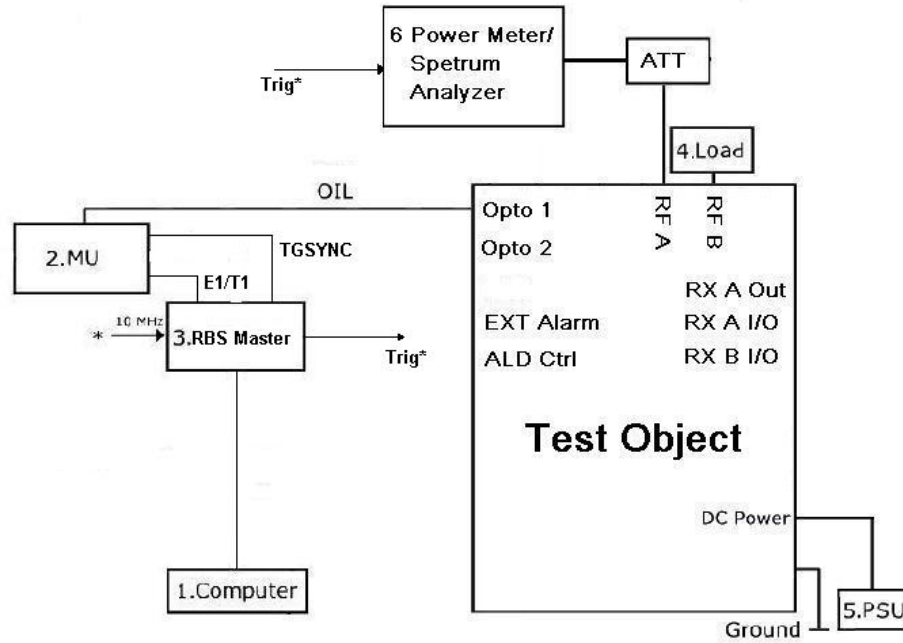 6 Power Meter/
Spetrum
Analyzer
ATT
Trig*
4.Load
OIL
Opto 1
RF A
RF B
Opto 2
2.MU
TGSYNC
E1/T1
RX A Out
* 10 MHz
3.RBS Master
EXT Alarm
RX A I/O
Trig*
ALD Ctrl
RX B I/O
Test Object
DC Power
1.Computer
5.PSU
Ground